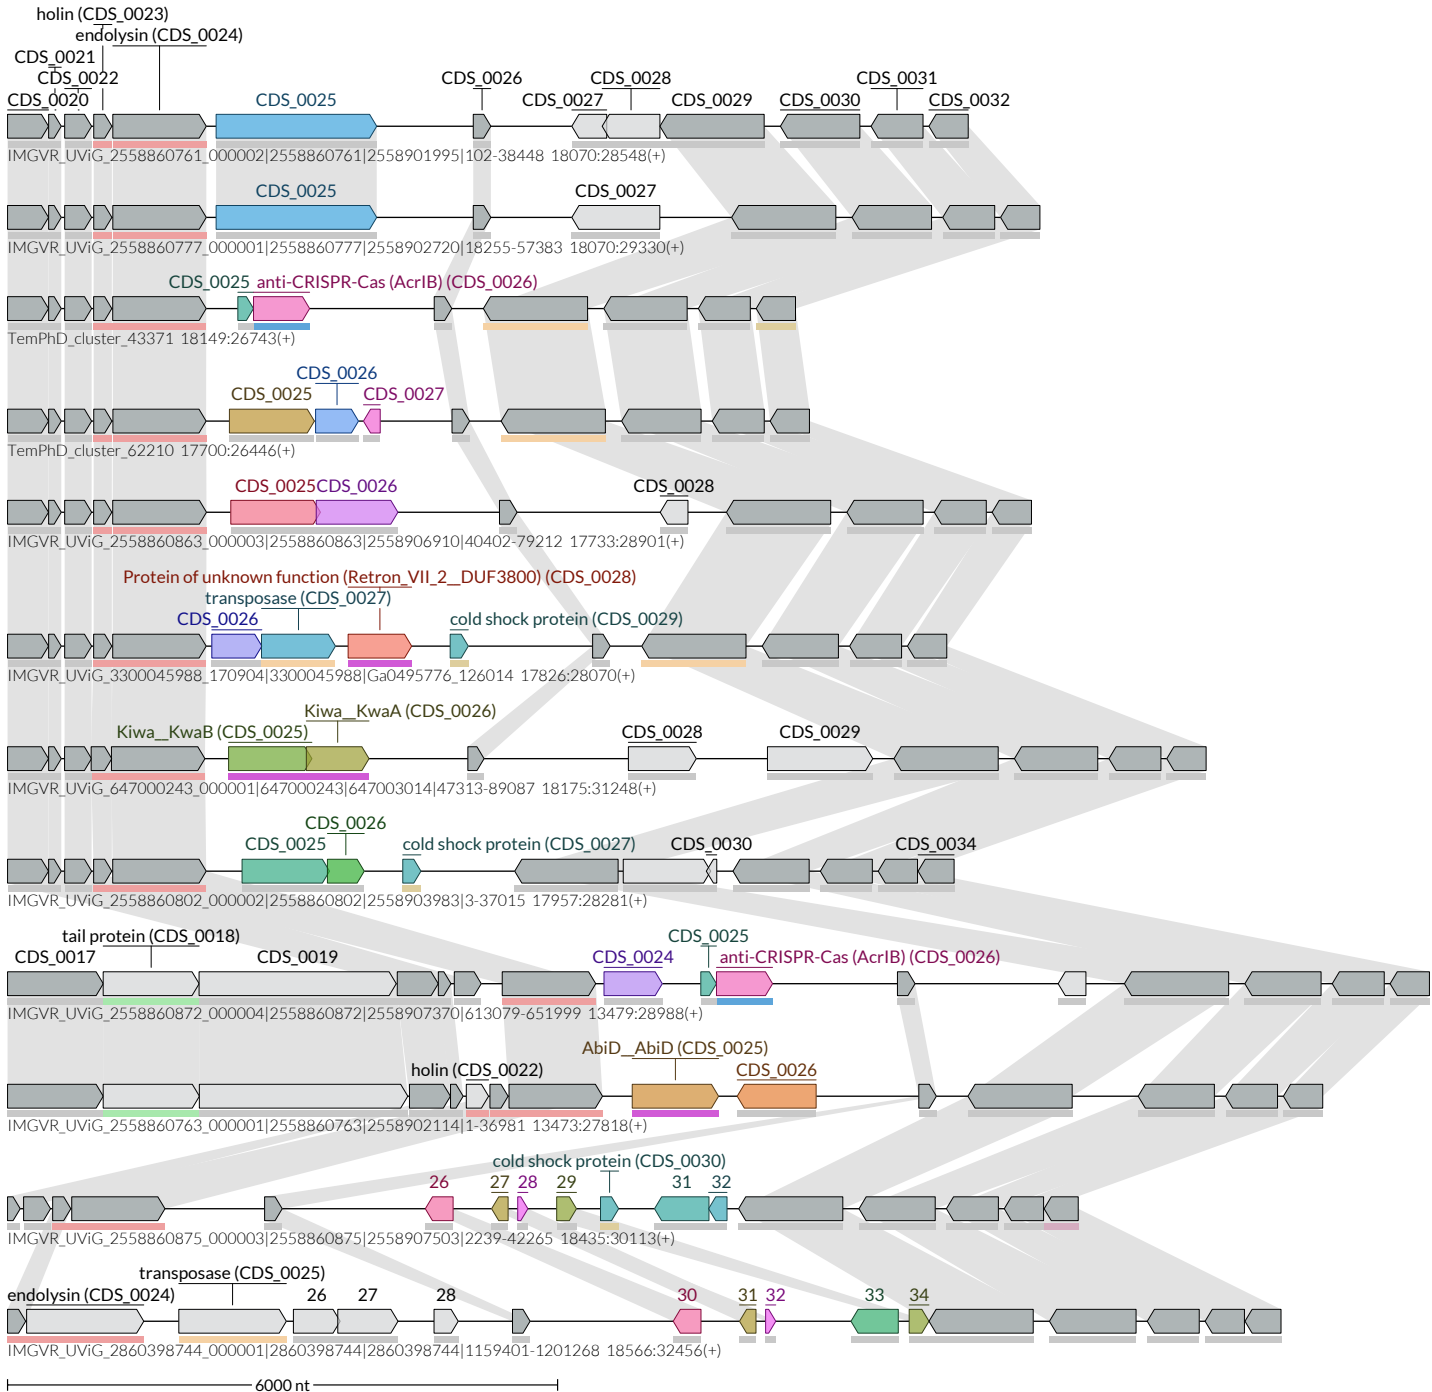 holin (CDS_0023)
endolysin (CDS_0024)
CDS_0021
CDS_0022 CDS_0026 CDS_0028 CDS_0031
CDS_0020 CDS_0025 CDS_0027 CDS_0029 CDS_0030 CDS_0032
IMGVR_UViG_2558860761_000002|2558860761|2558901995|102-38448 18070:28548(+)
CDS_0025 CDS_0027
IMGVR_UViG_2558860777_000001|2558860777|2558902720|18255-57383 18070:29330(+)
CDS_0025 anti-CRISPR-Cas (AcrIB) (CDS_0026)
TemPhD_cluster_43371 18149:26743(+)
CDS_0026
CDS_0025 CDS_0027
TemPhD_cluster_62210 17700:26446(+)
CDS_0025 CDS_0026 CDS_0028
IMGVR_UViG_2558860863_000003|2558860863|2558906910|40402-79212 17733:28901(+)
Protein of unknown function (Retron_VII_2__DUF3800) (CDS_0028)
transposase (CDS_0027)
CDS_0026 cold shock protein (CDS_0029)
IMGVR_UViG_3300045988_170904|3300045988|Ga0495776_126014 17826:28070(+)
Kiwa__KwaA (CDS_0026)
Kiwa__KwaB (CDS_0025) CDS_0028 CDS_0029
IMGVR_UViG_647000243_000001|647000243|647003014|47313-89087 18175:31248(+)
CDS_0026
CDS_0025 cold shock protein (CDS_0027) CDS_0030 CDS_0034
IMGVR_UViG_2558860802_000002|2558860802|2558903983|3-37015 17957:28281(+)
tail protein (CDS_0018) CDS_0025
CDS_0017 CDS_0019 CDS_0024 anti-CRISPR-Cas (AcrIB) (CDS_0026)
IMGVR_UViG_2558860872_000004|2558860872|2558907370|613079-651999 13479:28988(+)
AbiD__AbiD (CDS_0025)
holin (CDS_0022) CDS_0026
IMGVR_UViG_2558860763_000001|2558860763|2558902114|1-36981 13473:27818(+)
cold shock protein (CDS_0030)
26 27 28 29 31 32
IMGVR_UViG_2558860875_000003|2558860875|2558907503|2239-42265 18435:30113(+)
transposase (CDS_0025)
endolysin (CDS_0024) 26 27 28 30 31 32 33 34
IMGVR_UViG_2860398744_000001|2860398744|2860398744|1159401-1201268 18566:32456(+)
6000 nt